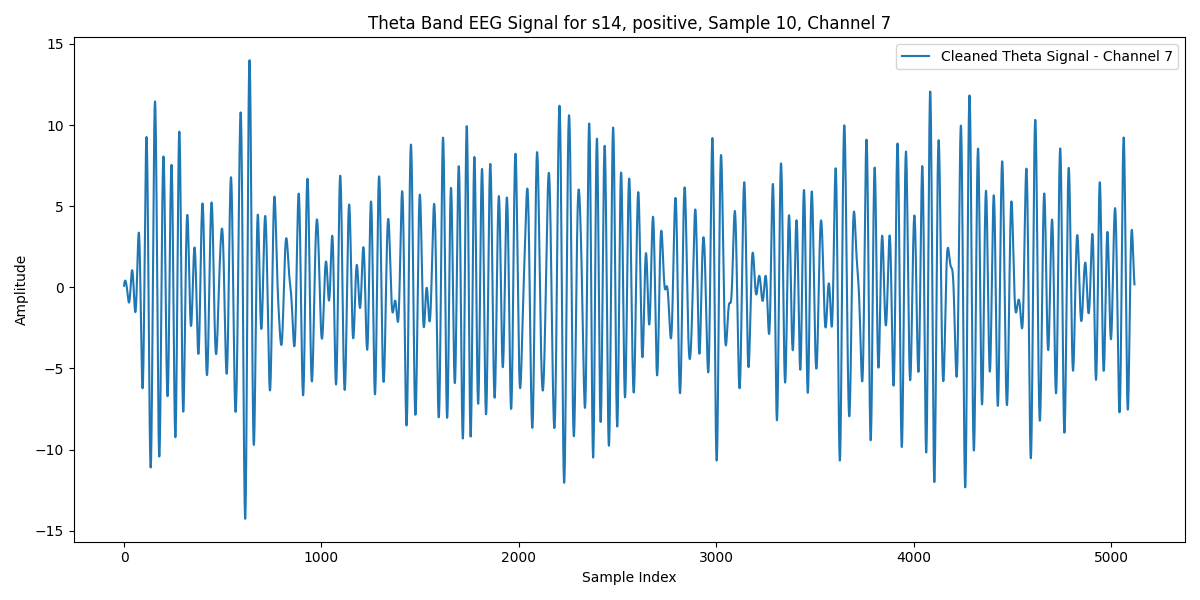 Theta Band EEG Signal for s14, positive, Sample 10, Channel 7
Cleaned Theta Signal - Channel 7
Amplitude
15
10
5
0
−5
−10
−15
0 1000 2000 3000 4000 5000
Sample Index